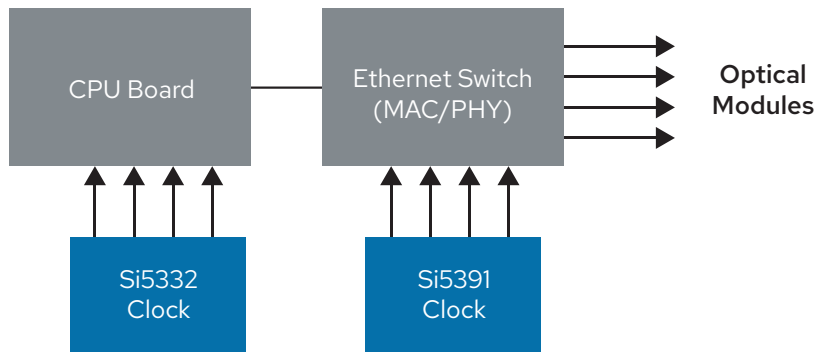 CPU Board
Ethernet Switch
(MAC/PHY)
Optical
Modules
Si5332
Clock
Si5391
Clock